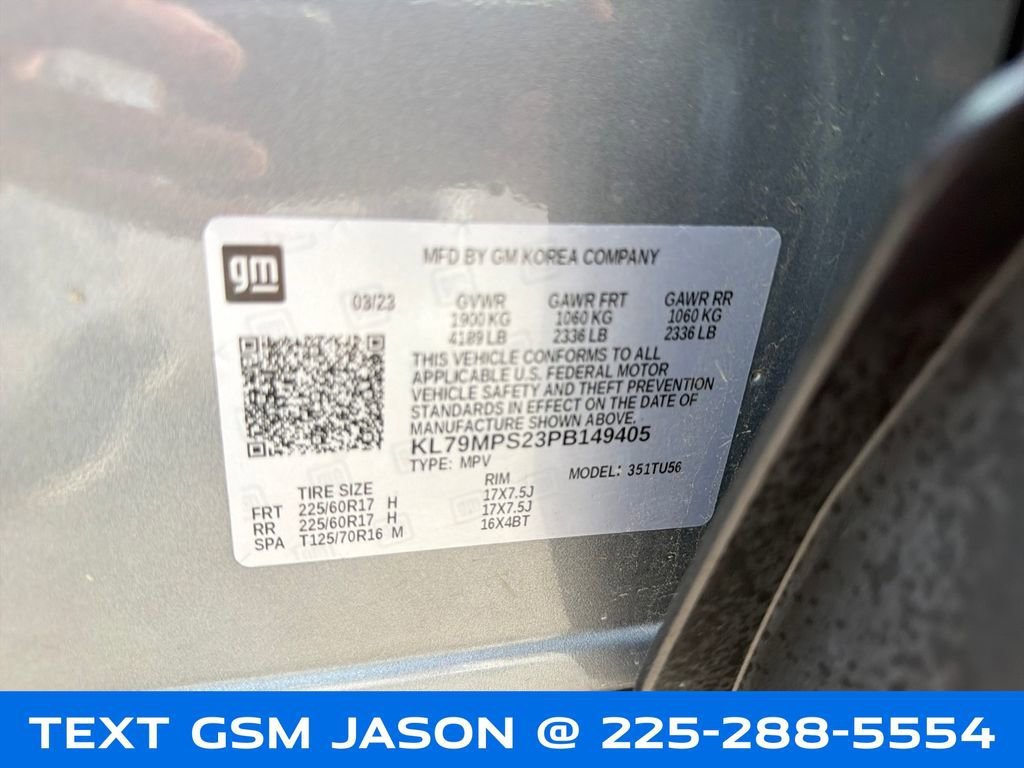 gm
MFD BY GM KOREA COMPANY
03/23 GVWR GAWR FRT GAWR RR
1900 KG 1060 KG 1060 KG
4189 LB 2336 LB 2336 LB
THIS VEHICLE CONFORMS TO ALL
APPLICABLE U.S. FEDERAL MOTOR
VEHICLE SAFETY AND THEFT PREVENTION
STANDARDS IN EFFECT ON THE DATE OF
MANUFACTURE SHOWN ABOVE.
KL79MPS23PB149405
TYPE: MPV MODEL: 351TU56
TIRE SIZE RIM
FRT 225/60R17 H 17X7.5J
RR 225/60R17 H 17X7.5J
SPA T125/70R16 M 16X4BT
TEXT GSM JASON @ 225-288-5554